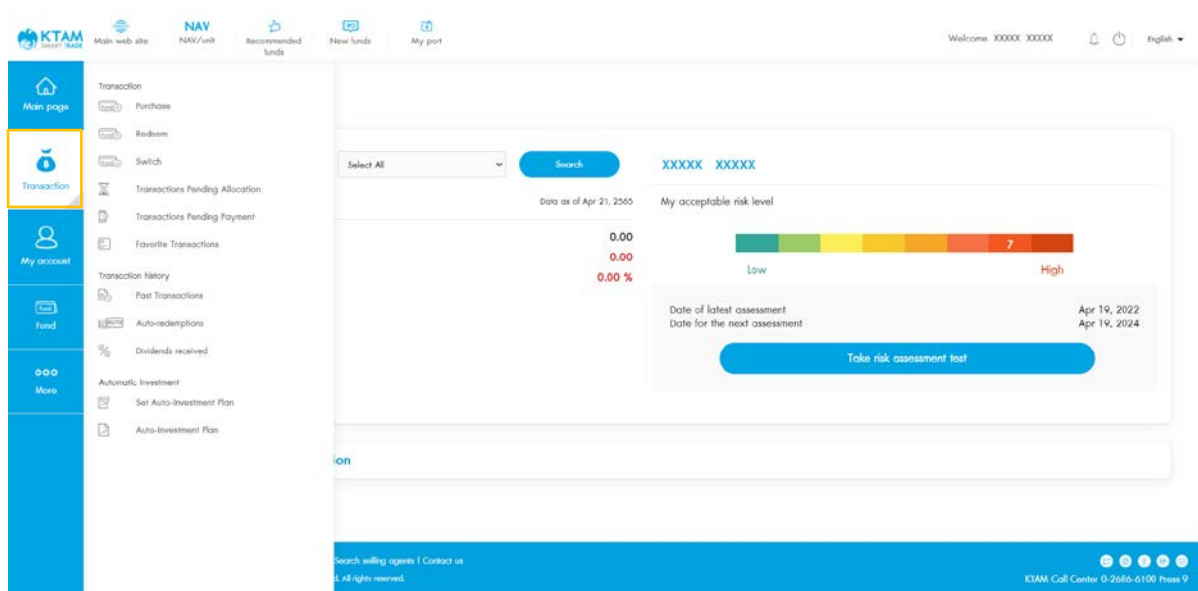 KTAM
SMART TRADE
Main web site
NAV
NAV/unit
Recommended
funds
New funds
My port
Welcome XXXXX XXXXX
English
Main page
Transaction
My account
Fund
More
Transaction
Purchase
Redeem
Switch
Transactions Pending Allocation
Transactions Pending Payment
Favorite Transactions
Transaction history
Past Transactions
Auto-redemptions
Dividends received
Automatic Investment
Set Auto-Investment Plan
Auto-Investment Plan
Select All
Search
Data as of Apr 21, 2565
0.00
0.00
0.00 %
ion
XXXXX XXXXX
My acceptable risk level
7
Low
High
Date of latest assessment
Apr 19, 2022
Date for the next assessment
Apr 19, 2024
Take risk assessment test
Search selling agents | Contact us
d. All rights reserved.
KTAM Call Center 0-2686-6100 Press 9